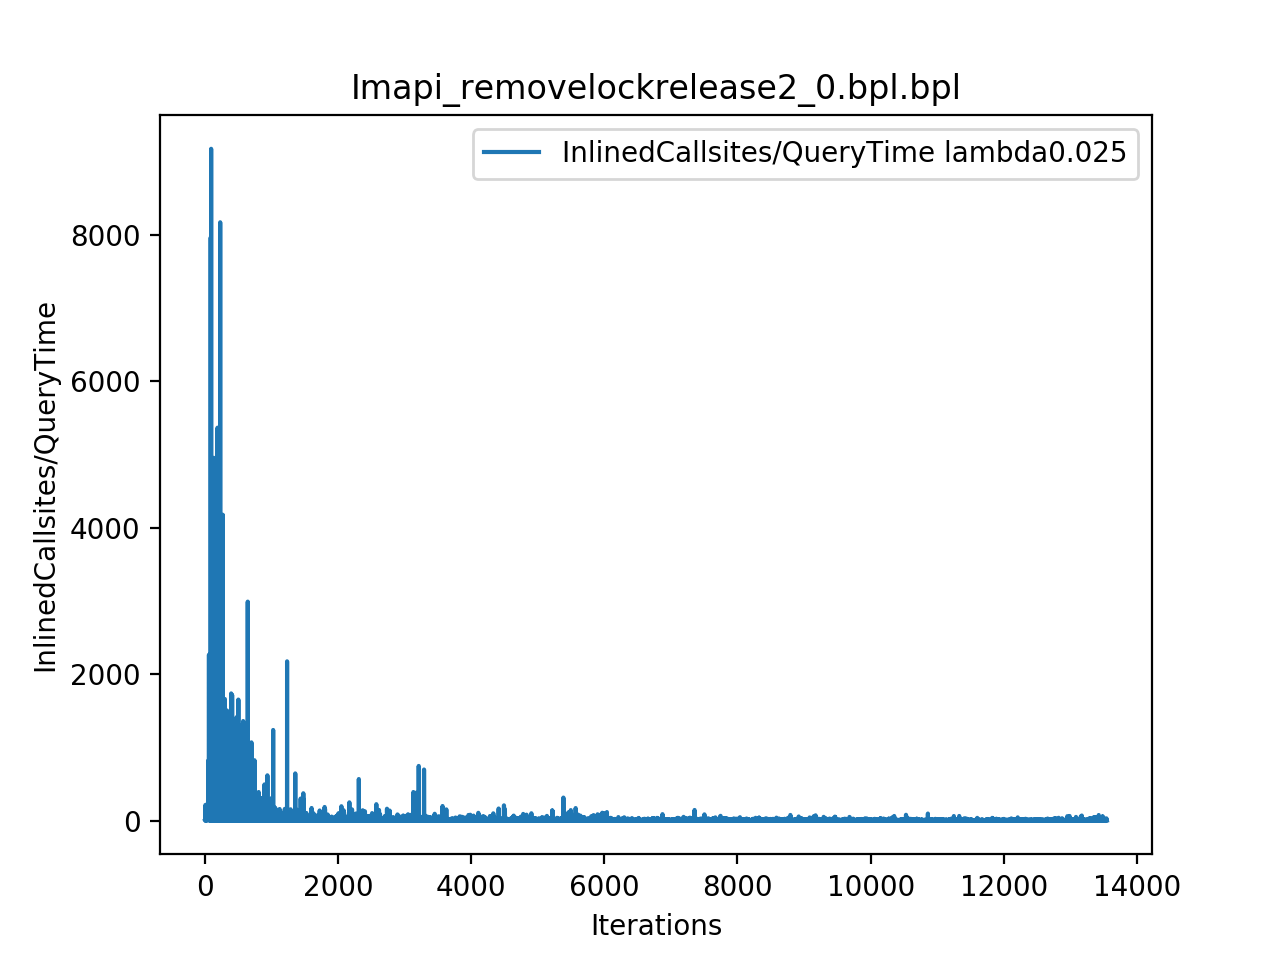 Imapi_removelockrelease2_0.bpl.bpl
InlinedCallsites/QueryTime lambda0.025
InlinedCallsites/QueryTime
8000
6000
4000
2000
0
0 2000 4000 6000 8000 10000 12000 14000
Iterations